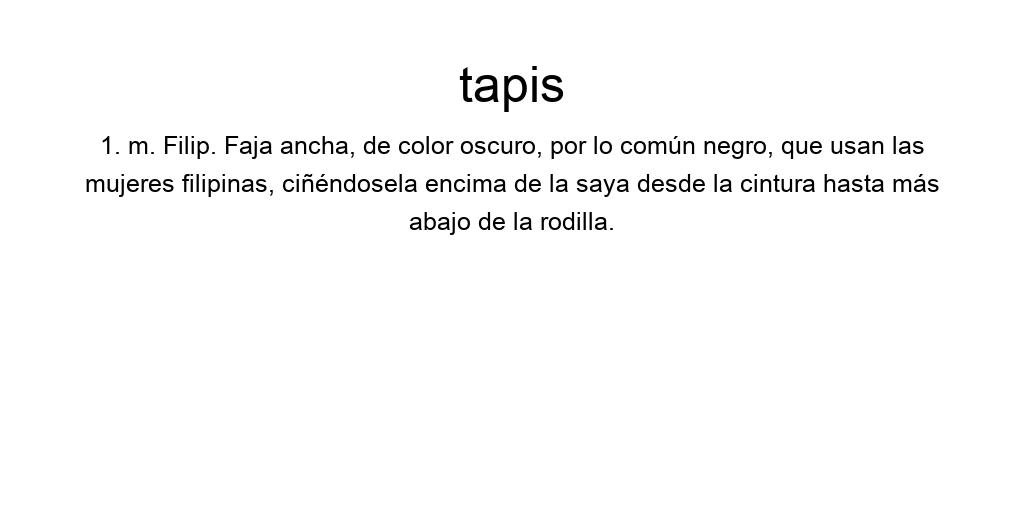 tapis
1. m. Filip. Faja ancha, de color oscuro, por lo común negro, que usan las
mujeres filipinas, ciñéndosela encima de la saya desde la cintura hasta más
abajo de la rodilla.